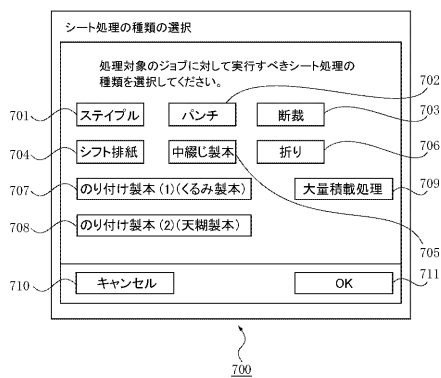 シート処理の種類の選択
処理対象のジョブに対して実行すべきシート処理の
種類を選択してください。
702
701 ステイプル パンチ 断裁 703
704 シフト排紙 中綴じ製本 折り 706
707 のり付け製本(1)(くるみ製本) 大量積載処理 709
708 のり付け製本(2)(天糊製本)
705
710 キャンセル OK 711
700